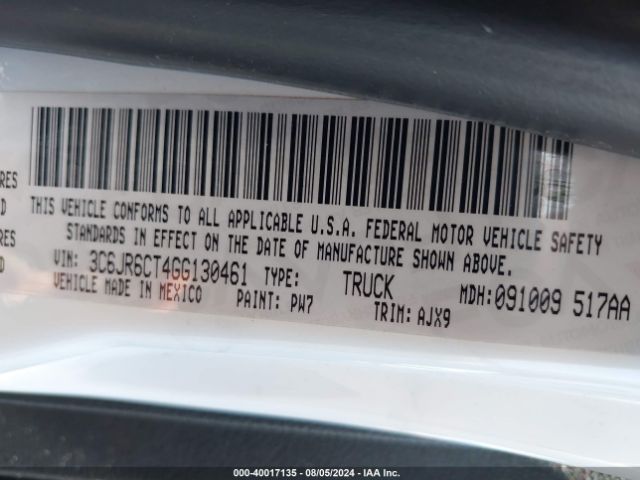 RES
D
RES
D
THIS VEHICLE CONFORMS TO ALL APPLICABLE U.S.A. FEDERAL MOTOR VEHICLE SAFETY
STANDARDS IN EFFECT ON THE DATE OF MANUFACTURE SHOWN ABOVE.
VIN: 3C6JR6CT4GG130461 TYPE: TRUCK MDH:091009 517AA
VEHICLE MADE IN MEXICO PAINT: PW7 TRIM: AJX9
000-40017135 - 08/05/2024 - IAA Inc.